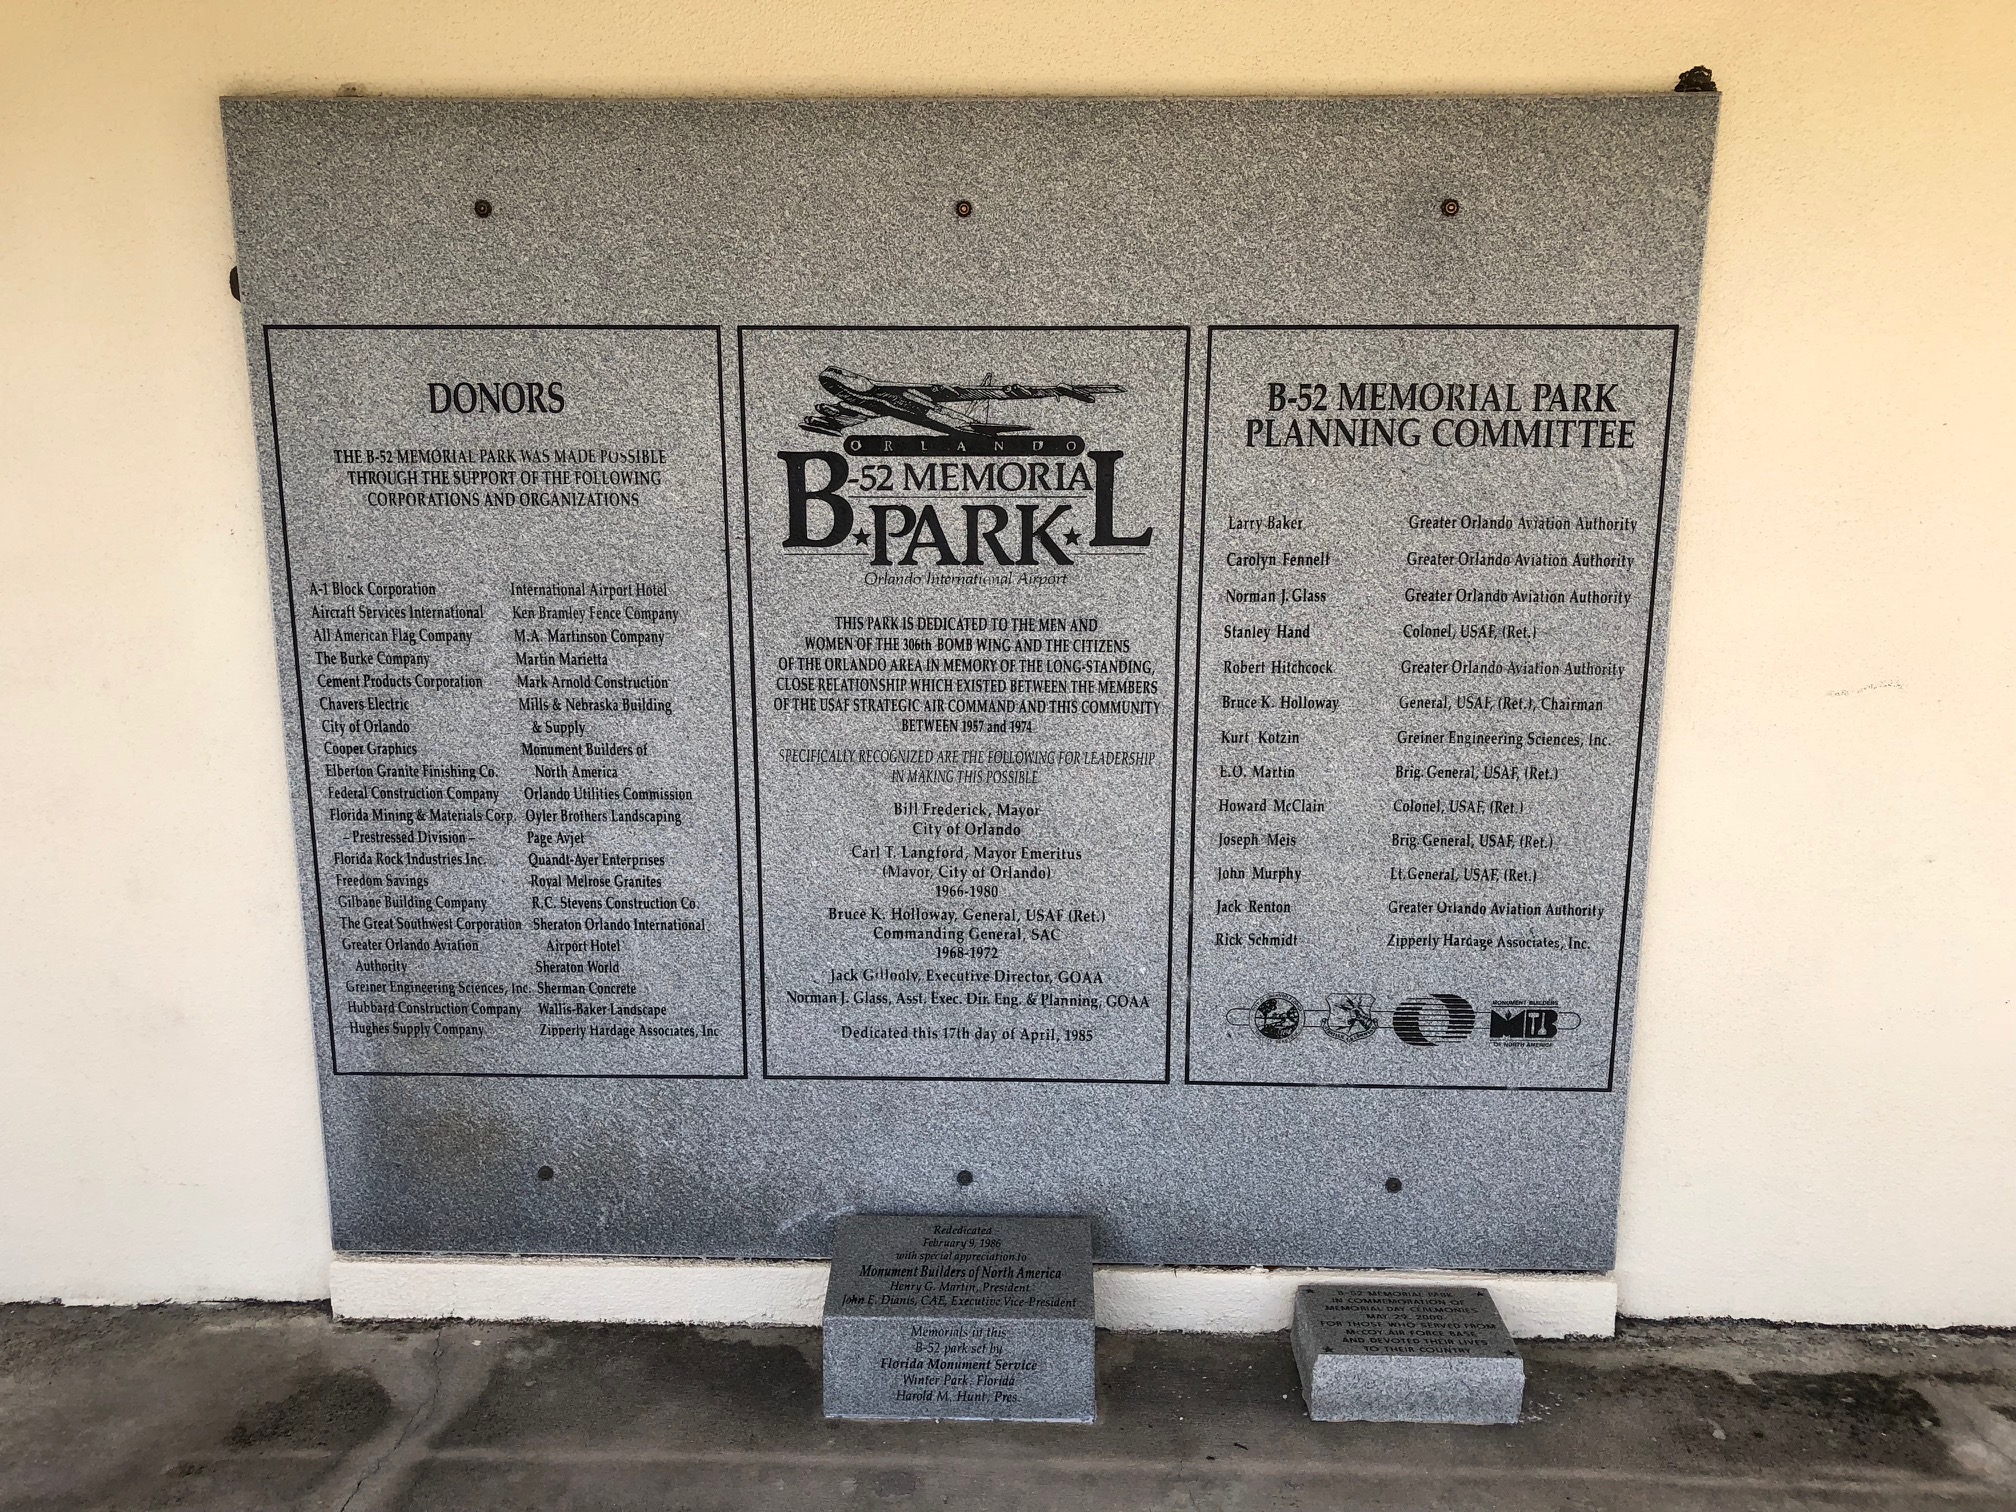 DONORS
THE B-52 MEMORIAL PARK WAS MADE POSSIBLE
THROUGH THE SUPPORT OF THE FOLLOWING
CORPORATIONS AND ORGANIZATIONS
A-1 Block Corporation
Aircraft Services International
All American Flag Company
The Burke Company
Cement Products Corporation
Chavers Electric
City of Orlando
Cooper Graphics
Elberton Granite Finishing Co.
Federal Construction Company
Florida Mining & Materials Corp.
– Prestressed Division –
Florida Rock Industries Inc.
Freedom Savings
Gilbane Building Company
The Great Southwest Corporation
Greater Orlando Aviation
Authority
Greiner Engineering Sciences, Inc.
Hubbard Construction Company
Hughes Supply Company
International Airport Hotel
Ken Bramley Fence Company
M.A. Martinson Company
Martin Marietta
Mark Arnold Construction
Mills & Nebraska Building
& Supply
Monument Builders of
North America
Orlando Utilities Commission
Oyler Brothers Landscaping
Page Avjet
Quandt-Ayer Enterprises
Royal Melrose Granites
R.C. Stevens Construction Co.
Sheraton Orlando International
Airport Hotel
Sheraton World
Sherman Concrete
Wallis-Baker Landscape
Zipperly Hardage Associates, Inc
ORLANDO
B-52 MEMORIAL
PARK
Orlando International Airport
THIS PARK IS DEDICATED TO THE MEN AND
WOMEN OF THE 306th BOMB WING AND THE CITIZENS
OF THE ORLANDO AREA IN MEMORY OF THE LONG-STANDING,
CLOSE RELATIONSHIP WHICH EXISTED BETWEEN THE MEMBERS
OF THE USAF STRATEGIC AIR COMMAND AND THIS COMMUNITY
BETWEEN 1957 and 1974
SPECIFICALLY RECOGNIZED ARE THE FOLLOWING FOR LEADERSHIP
IN MAKING THIS POSSIBLE
Bill Frederick, Mayor
City of Orlando
Carl T. Langford, Mayor Emeritus
(Mayor, City of Orlando)
1966-1980
Bruce K. Holloway, General, USAF (Ret.)
Commanding General, SAC
1968-1972
Jack Gillooly, Executive Director, GOAA
Norman J. Glass, Asst. Exec. Dir. Eng. & Planning, GOAA
Dedicated this 17th day of April, 1985
B-52 MEMORIAL PARK
PLANNING COMMITTEE
Larry Baker Greater Orlando Aviation Authority
Carolyn Fennell Greater Orlando Aviation Authority
Norman J. Glass Greater Orlando Aviation Authority
Stanley Hand Colonel, USAF, (Ret.)
Robert Hitchcock Greater Orlando Aviation Authority
Bruce K. Holloway General, USAF, (Ret.), Chairman
Kurt Kotzin Greiner Engineering Sciences, Inc.
E.O. Martin Brig. General, USAF, (Ret.)
Howard McClain Colonel, USAF, (Ret.)
Joseph Meis Brig. General, USAF, (Ret.)
John Murphy Lt. General, USAF, (Ret.)
Jack Renton Greater Orlando Aviation Authority
Rick Schmidt Zipperly Hardage Associates, Inc.
MONUMENT BUILDERS
MB
OF NORTH AMERICA
Rededicated
February 9, 1986
with special appreciation to
Monument Builders of North America
Henry G. Martin, President
John E. Dianis, CAE, Executive Vice-President
Memorials in this
B-52 park set by
Florida Monument Service
Winter Park, Florida
Harold M. Hunt, Pres.
B-52 MEMORIAL PARK
IN COMMEMORATION OF
MEMORIAL DAY CEREMONIES
MAY 29, 2000
FOR THOSE WHO SERVED FROM
McCOY AIR FORCE BASE
AND DEVOTED THEIR LIVES
TO THEIR COUNTRY